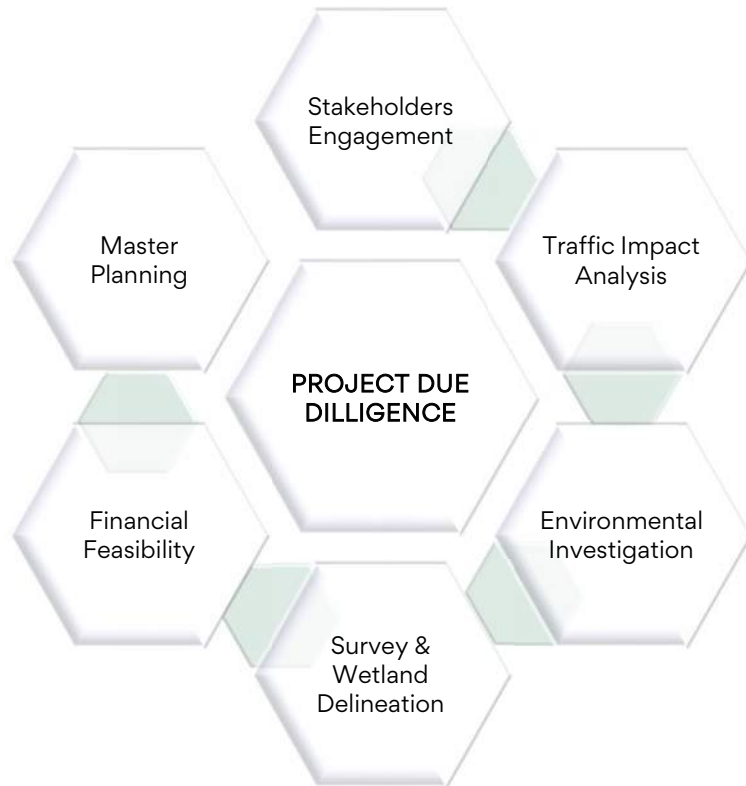 Stakeholders
Engagement
Master
Planning
Traffic Impact
Analysis
PROJECT DUE
DILLIGENCE
Financial
Feasibility
Environmental
Investigation
Survey &
Wetland
Delineation